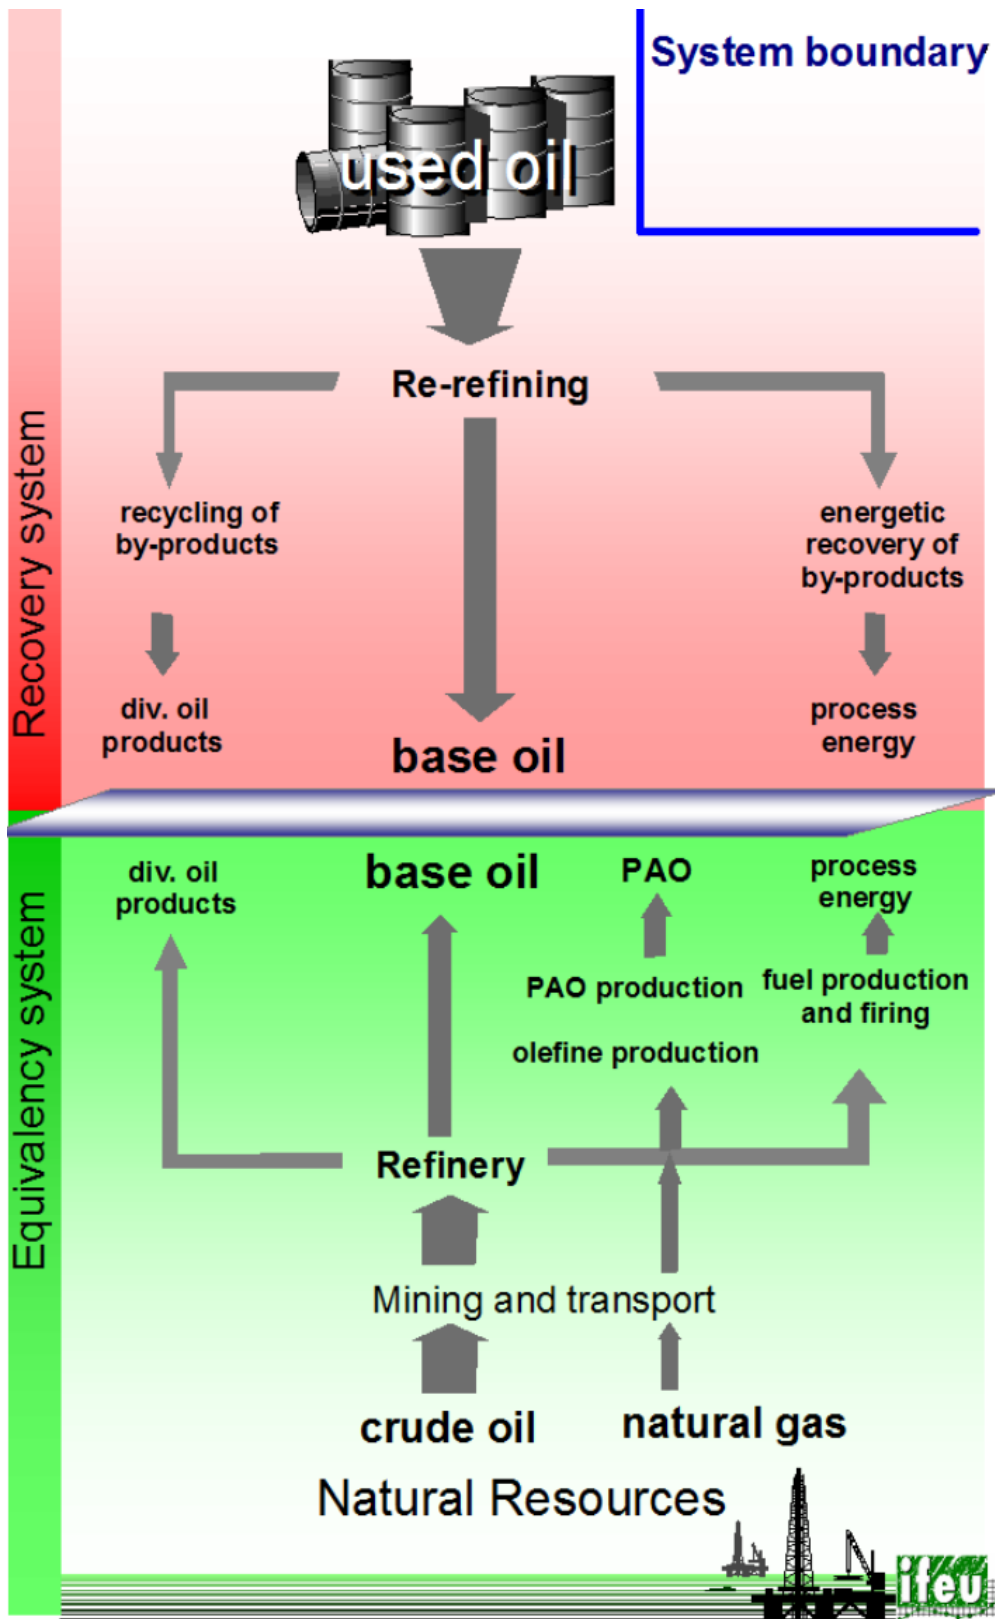 System boundary
used oil
Re-refining
recycling of
by-products
energetic
recovery of
by-products
div. oil
products
process
energy
base oil
Recovery system
div. oil
products
base oil
PAO
process
energy
PAO production
fuel production
and firing
olefine production
Refinery
Mining and transport
crude oil
natural gas
Natural Resources
Equivalency system
ifeu